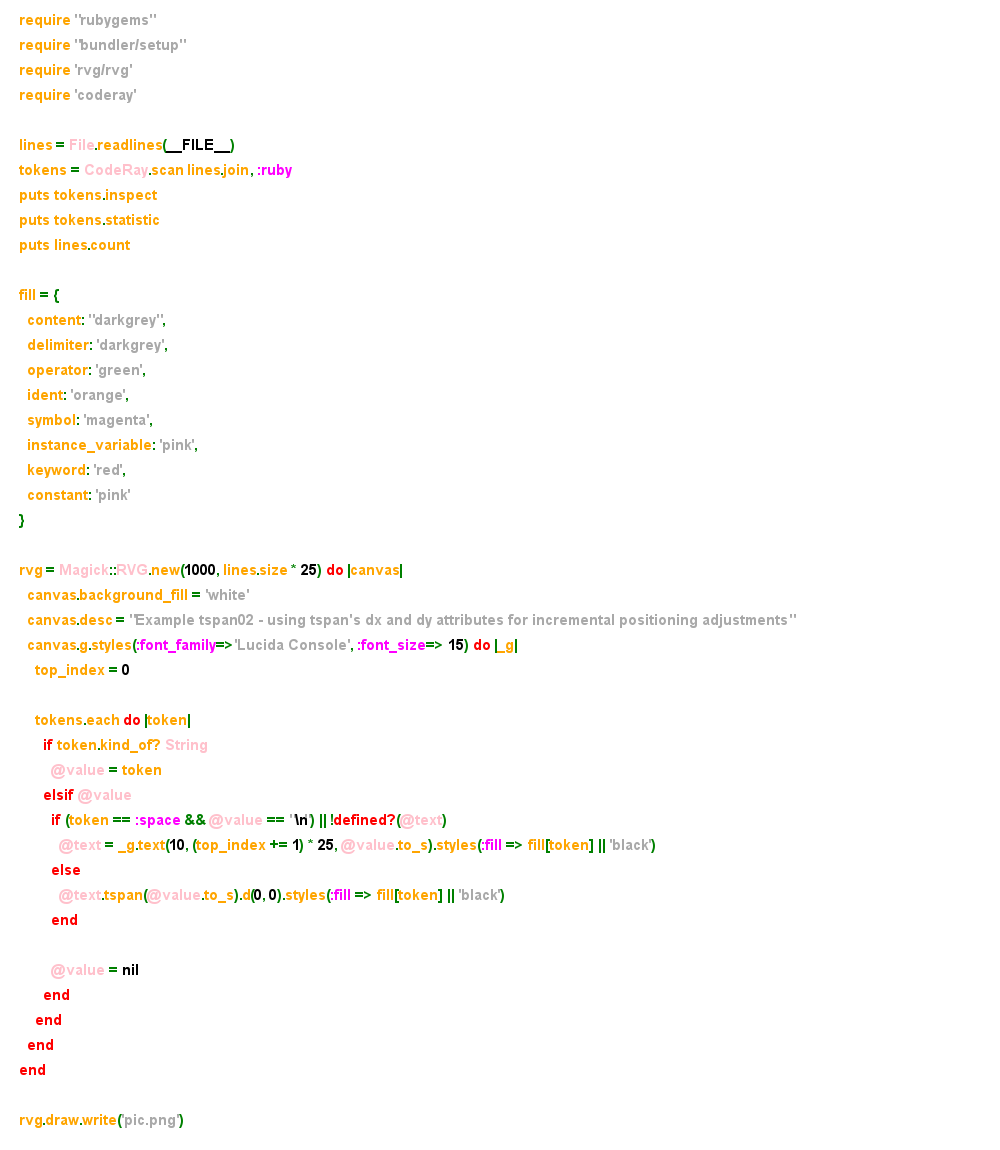 require "rubygems"
require "bundler/setup"
require 'rvg/rvg'
require 'coderay'

lines = File.readlines(__FILE__)
tokens = CodeRay.scan lines.join, :ruby
puts tokens.inspect
puts tokens.statistic
puts lines.count

fill = {
  content: "darkgrey",
  delimiter: 'darkgrey',
  operator: 'green',
  ident: 'orange',
  symbol: 'magenta',
  instance_variable: 'pink',
  keyword: 'red',
  constant: 'pink'
}

rvg = Magick::RVG.new(1000, lines.size * 25) do |canvas|
  canvas.background_fill = 'white'
  canvas.desc = "Example tspan02 - using tspan's dx and dy attributes for incremental positioning adjustments"
  canvas.g.styles(:font_family=>'Lucida Console', :font_size=> 15) do |_g|
    top_index = 0

    tokens.each do |token|
      if token.kind_of? String
        @value = token
      elsif @value
        if (token == :space && @value == "\n") || !defined?(@text)
          @text = _g.text(10, (top_index += 1) * 25, @value.to_s).styles(:fill => fill[token] || 'black')
        else
          @text.tspan(@value.to_s).d(0, 0).styles(:fill => fill[token] || 'black')
        end

        @value = nil
      end
    end
  end
end

rvg.draw.write('pic.png')